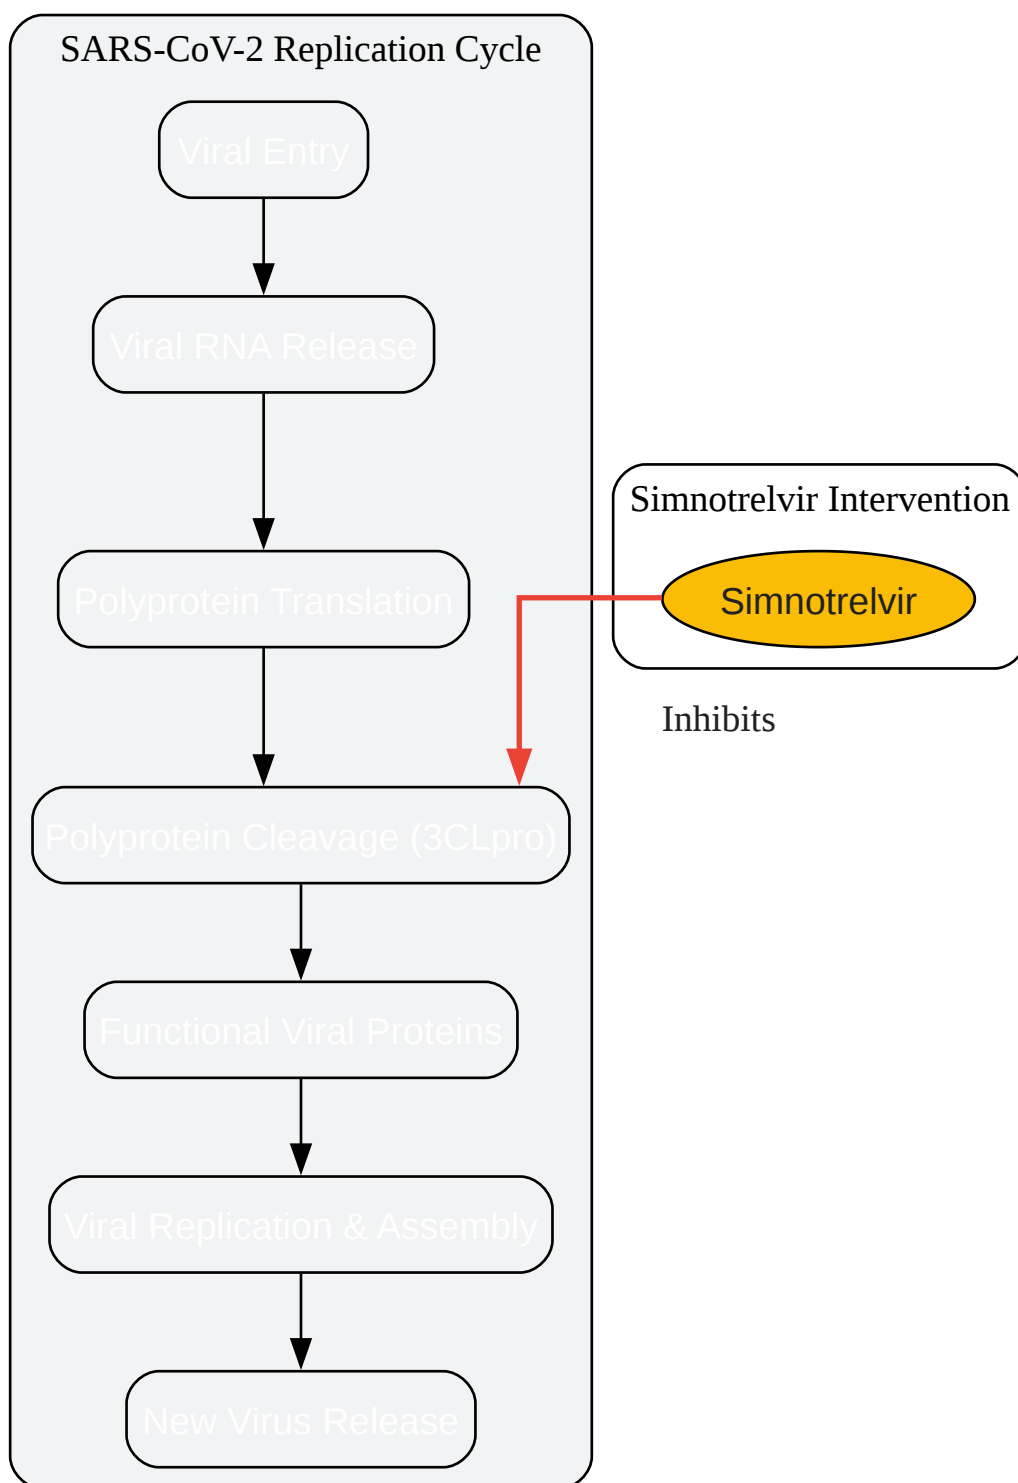 SARS-CoV-2 Replication Cycle
Viral Entry
Viral RNA Release
Polyprotein Translation
Polyprotein Cleavage (3CLpro)
Functional Viral Proteins
Viral Replication & Assembly
New Virus Release
Simnotrelvir Intervention
Simnotrelvir
Inhibits